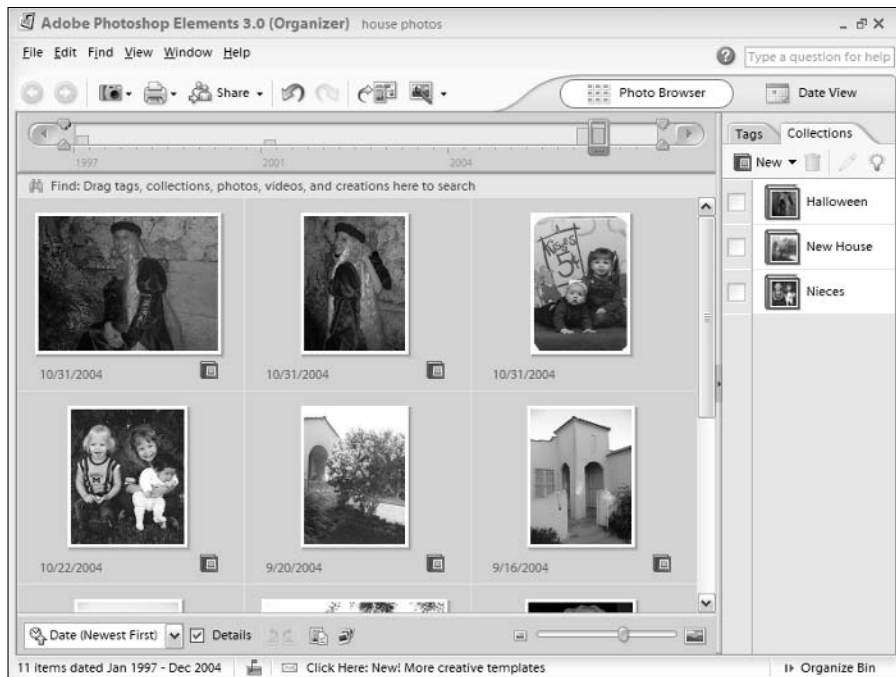 Adobe Photoshop Elements 3.0 (Organizer) house photos
File Edit Find View Window Help
Type a question for help
Share
Photo Browser
Date View
1997
2001
2004
Tags
Collections
New
Find: Drag tags, collections, photos, videos, and creations here to search
Halloween
New House
Nieces
Kisses
5¢
10/31/2004
10/31/2004
10/31/2004
10/22/2004
9/20/2004
9/16/2004
Date (Newest First)
Details
11 items dated Jan 1997 - Dec 2004
Click Here: New! More creative templates
Organize Bin